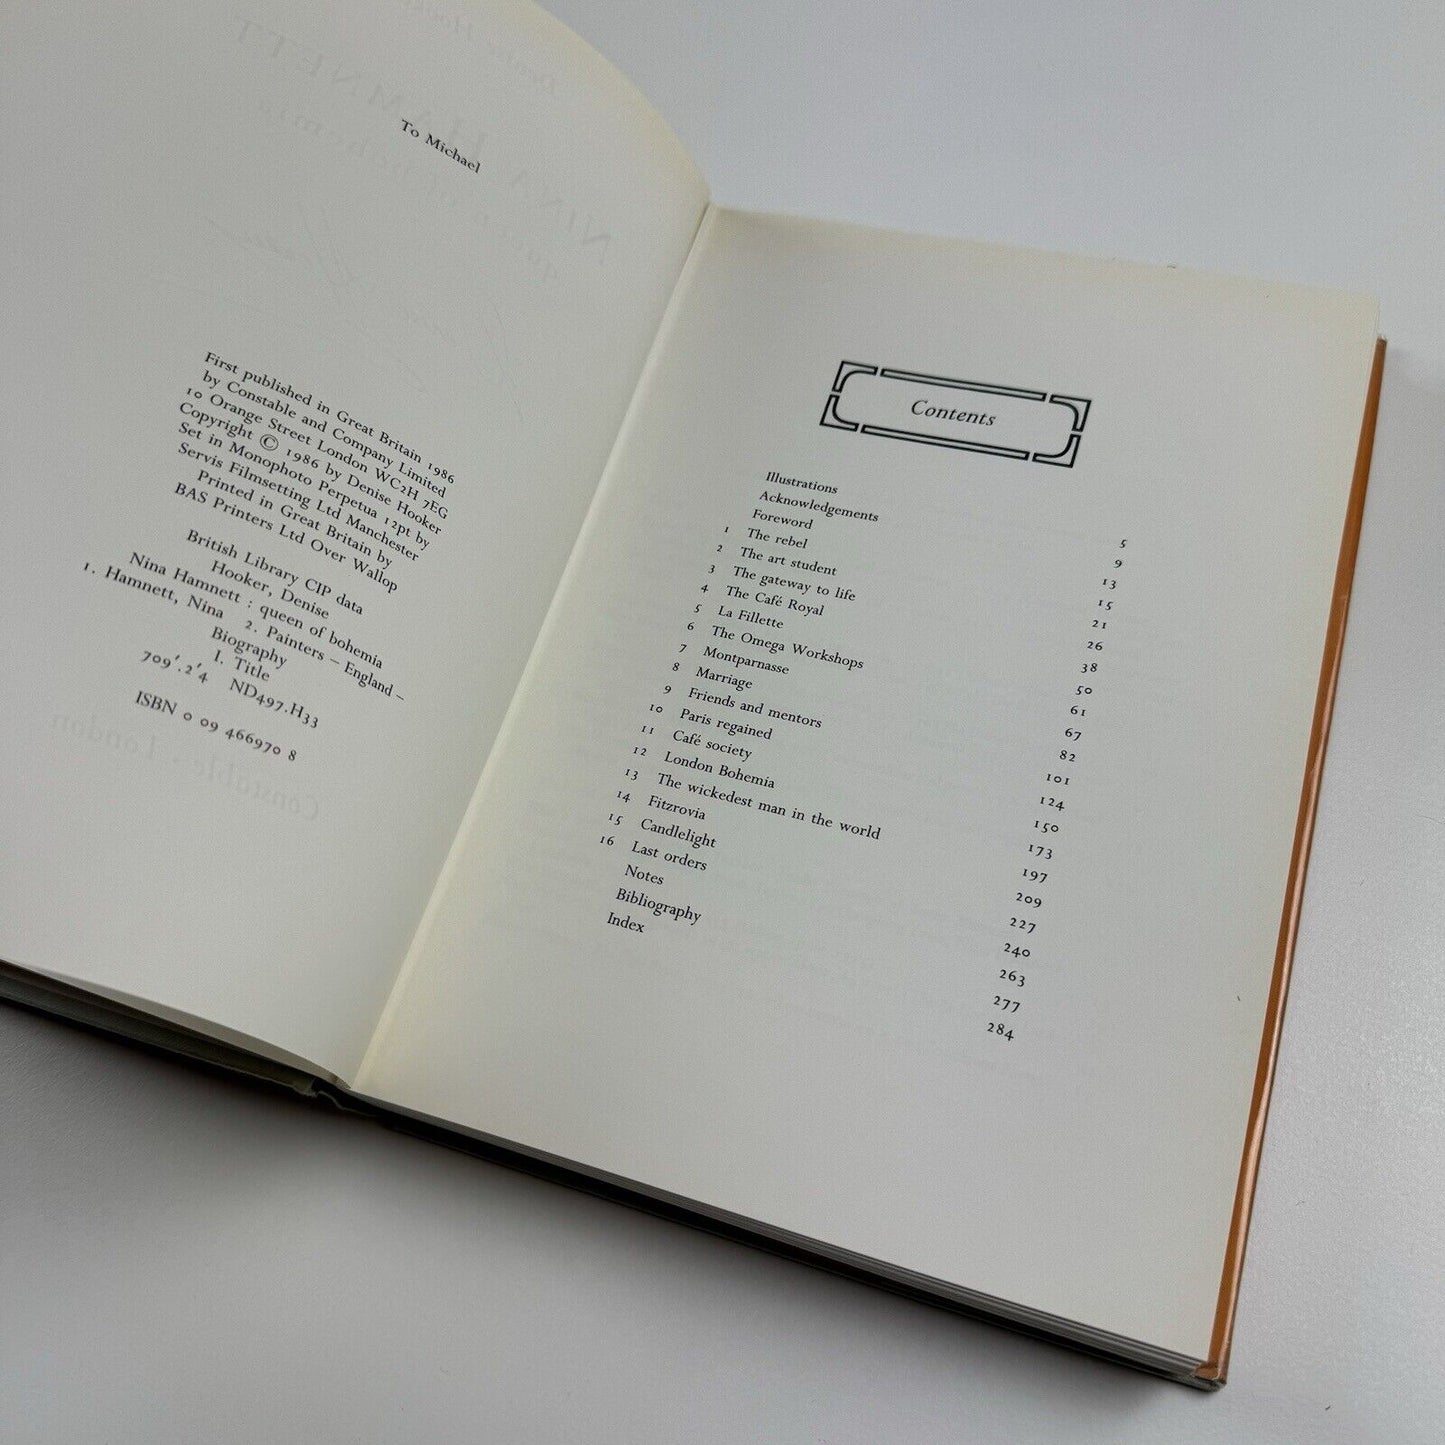 To Michael
First published in Great Britain 1986
by Constable and Company Limited
10 Orange Street London WC2H 7EG
Copyright © 1986 by Denise Hooker
Set in Monophoto Perpetua 12pt by
Servis Filmsetting Ltd Manchester
Printed in Great Britain by
BAS Printers Ltd Over Wallop
British Library CIP data
Hooker, Denise
Nina Hamnett : queen of bohemia
1. Hamnett, Nina 2. Painters – England –
Biography
I. Title
709'.2'4 ND497.H33
ISBN 0 09 466970 8
Contents
Illustrations 5
Acknowledgements 9
Foreword 13
1 The rebel 15
2 The art student 21
3 The gateway to life 26
4 The Café Royal 38
5 La Fillette 50
6 The Omega Workshops 61
7 Montparnasse 67
8 Marriage 82
9 Friends and mentors 101
10 Paris regained 124
11 Café society 150
12 London Bohemia 173
13 The wickedest man in the world 197
14 Fitzrovia 209
15 Candlelight 227
16 Last orders 240
Notes 263
Bibliography 277
Index 284